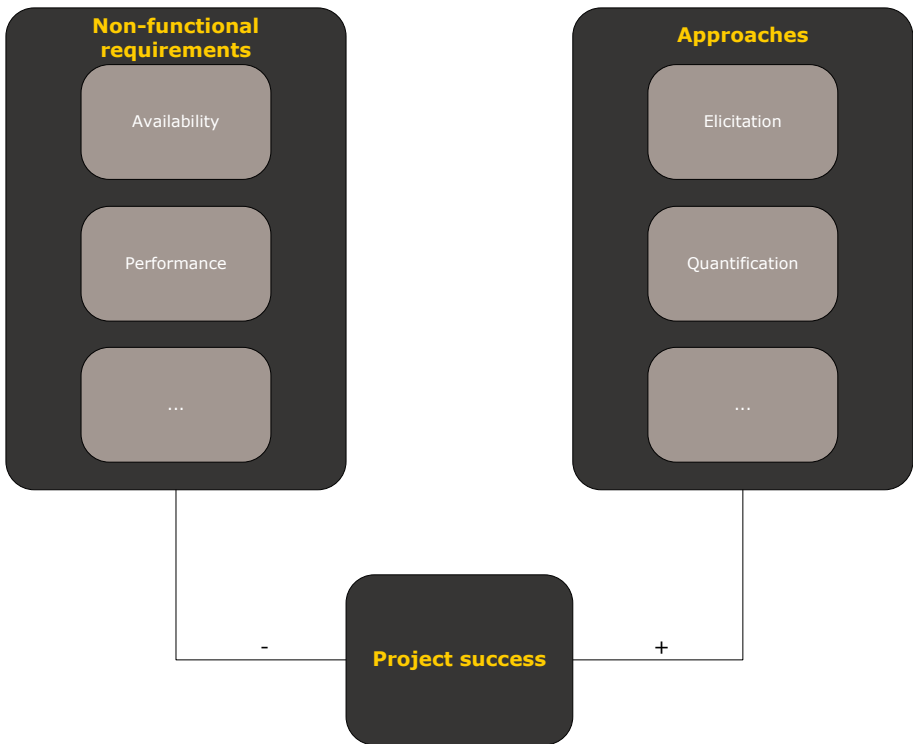 Non-functional
requirements
Availability
Performance
...
Approaches
Elicitation
Quantification
...
-
+
Project success